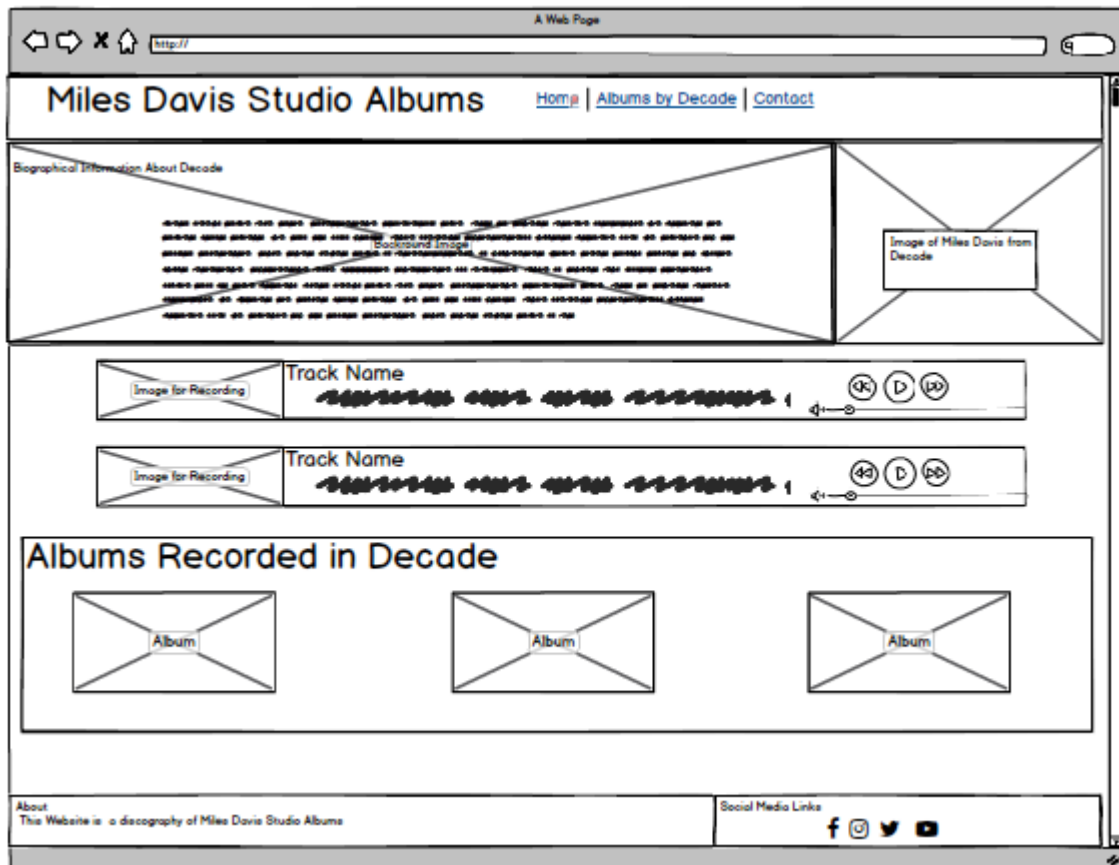 A Web Page
http://
Miles Davis Studio Albums
Home | Albums by Decade | Contact
Biographical Information About Decade
Backround Image
Image of Miles Davis from
Decade
Image for Recording
Track Name
Image for Recording
Track Name
Albums Recorded in Decade
Album
Album
Album
About
This Website is a discography of Miles Davis Studio Albums
Social Media Links